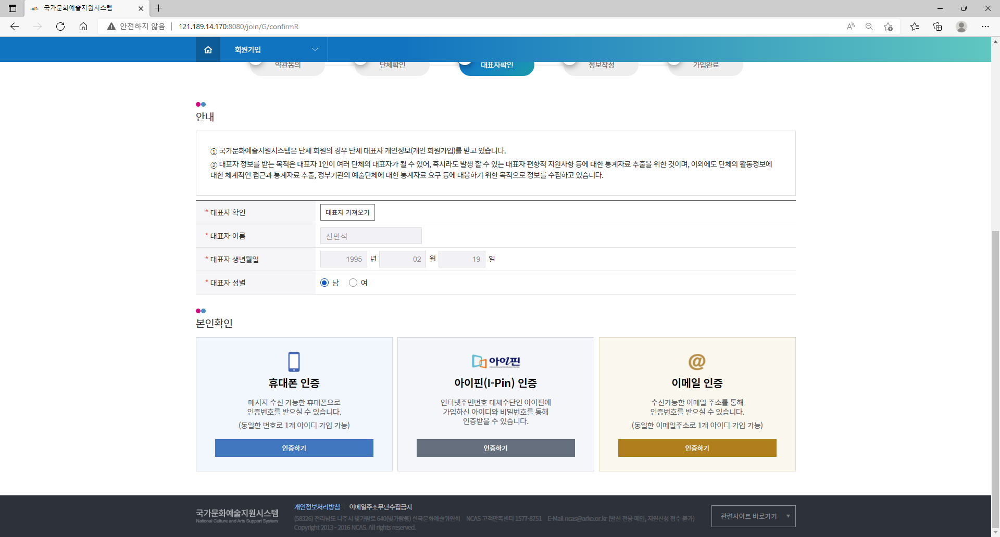 국가문화예술지원시스템
안전하지 않음 | 121.189.14.170:8080/join/G/confirmR
회원가입
약관동의
단체확인
대표자확인
정보작성
가입완료
안내
① 국가문화예술지원시스템은 단체 회원의 경우 단체 대표자 개인정보(개인 회원가입)를 받고 있습니다.
② 대표자 정보를 받는 목적은 대표자 1인이 여러 단체의 대표자가 될 수 있어, 혹시라도 발생 할 수 있는 대표자 편향적 지원사항 등에 대한 통계자료 추출을 위한 것이며, 이외에도 단체의 활동정보에
대한 체계적인 접근과 통계자료 추출, 정부기관의 예술단체에 대한 통계자료 요구 등에 대응하기 위한 목적으로 정보를 수집하고 있습니다.
* 대표자 확인 대표자 가져오기
* 대표자 이름 신민석
* 대표자 생년월일 1995 년 02 월 19 일
* 대표자 성별 남 여
본인확인
휴대폰 인증
메시지 수신 가능한 휴대폰으로
인증번호를 받으실 수 있습니다.
(동일한 번호로 1개 아이디 가입 가능)
인증하기
아이핀
아이핀(I-Pin) 인증
인터넷주민번호 대체수단인 아이핀에
가입하신 아이디와 비밀번호를 통해
인증받을 수 있습니다.
인증하기
@
이메일 인증
수신가능한 이메일 주소를 통해
인증번호를 받으실 수 있습니다.
(동일한 이메일주소로 1개 아이디 가입 가능)
인증하기
국가문화예술지원시스템
National Culture and Arts Support System
개인정보처리방침 | 이메일주소무단수집금지
(58326) 전라남도 나주시 빛가람로 640(빛가람동) 한국문화예술위원회 NCAS 고객만족센터 1577-8751 E-Mail ncas@arko.or.kr (발신 전용 메일, 지원신청 접수 불가)
Copyright 2013 - 2016 NCAS. All rights reserved.
관련사이트 바로가기